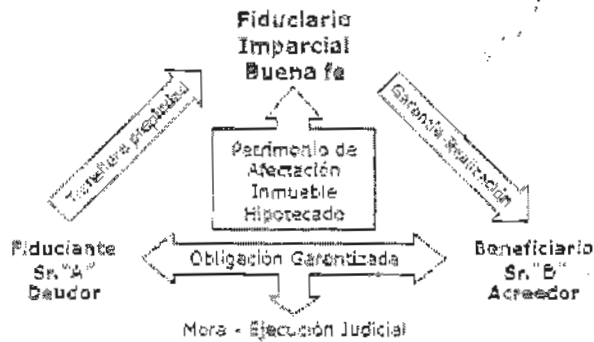 Fiduciario
Imparcial
Buena fe
Transfiere propiedad
Garantía-Realización
Patrimonio de
Afectación
Inmueble
Hipotecado
Fiduciante
Sr. "A"
Deudor
Obligación Garantizada
Beneficiario
Sr. "B"
Acreedor
Mora - Ejecución Judicial